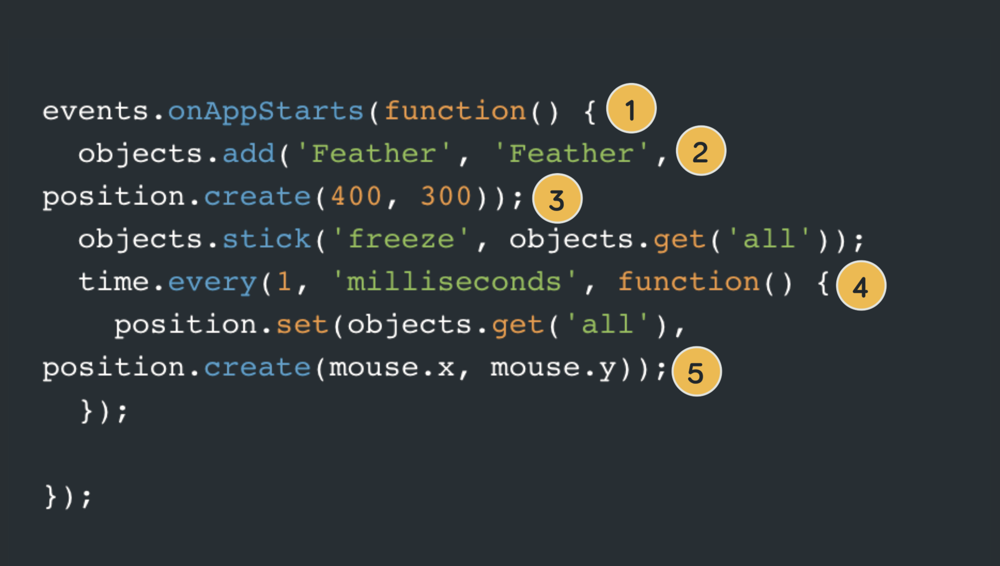 events.onAppStarts(function() { 1
objects.add('Feather', 'Feather', 2
position.create(400, 300)); 3
objects.stick('freeze', objects.get('all'));
time.every(1, 'milliseconds', function() { 4
position.set(objects.get('all'),
position.create(mouse.x, mouse.y)); 5
});
});